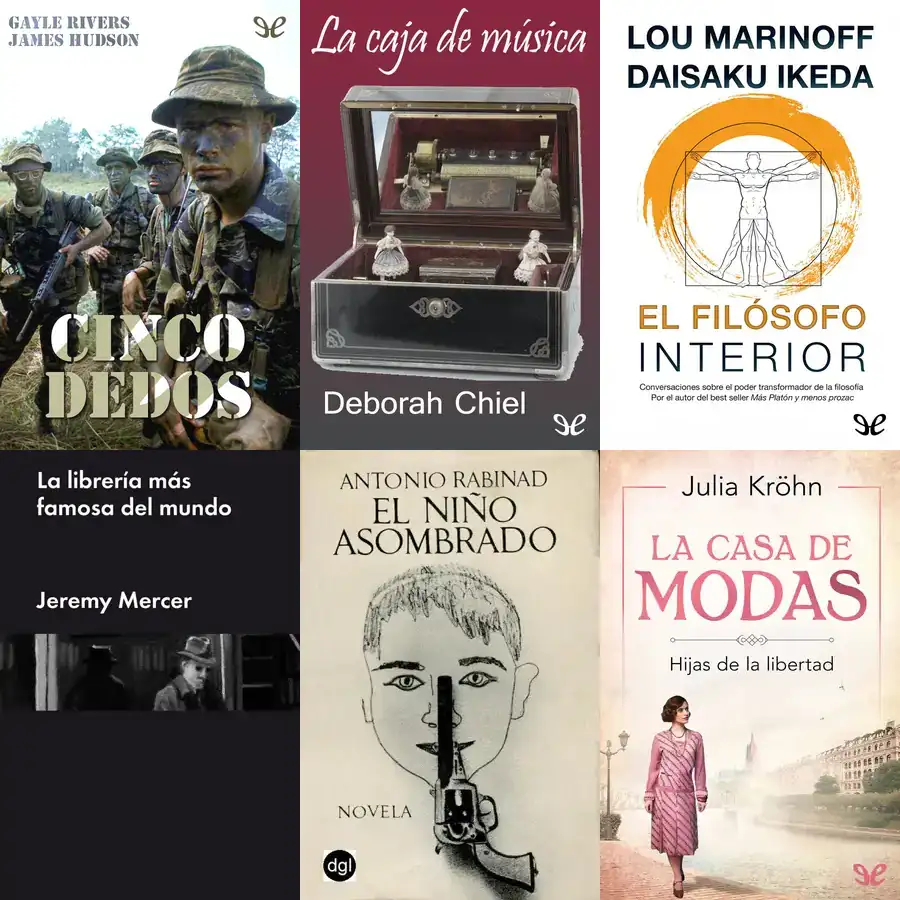 GAYLE RIVERS
JAMES HUDSON
CINCO
DEDOS
La caja de música
Deborah Chiel
LOU MARINOFF
DAISAKU IKEDA
EL FILÓSOFO
INTERIOR
Conversaciones sobre el poder transformador de la filosofía
Por el autor del best seller Más Platón y menos prozac
La librería más
famosa del mundo
Jeremy Mercer
ANTONIO RABINAD
EL NIÑO
ASOMBRADO
NOVELA
dgl
Julia Kröhn
LA CASA DE
MODAS
Hijas de la libertad